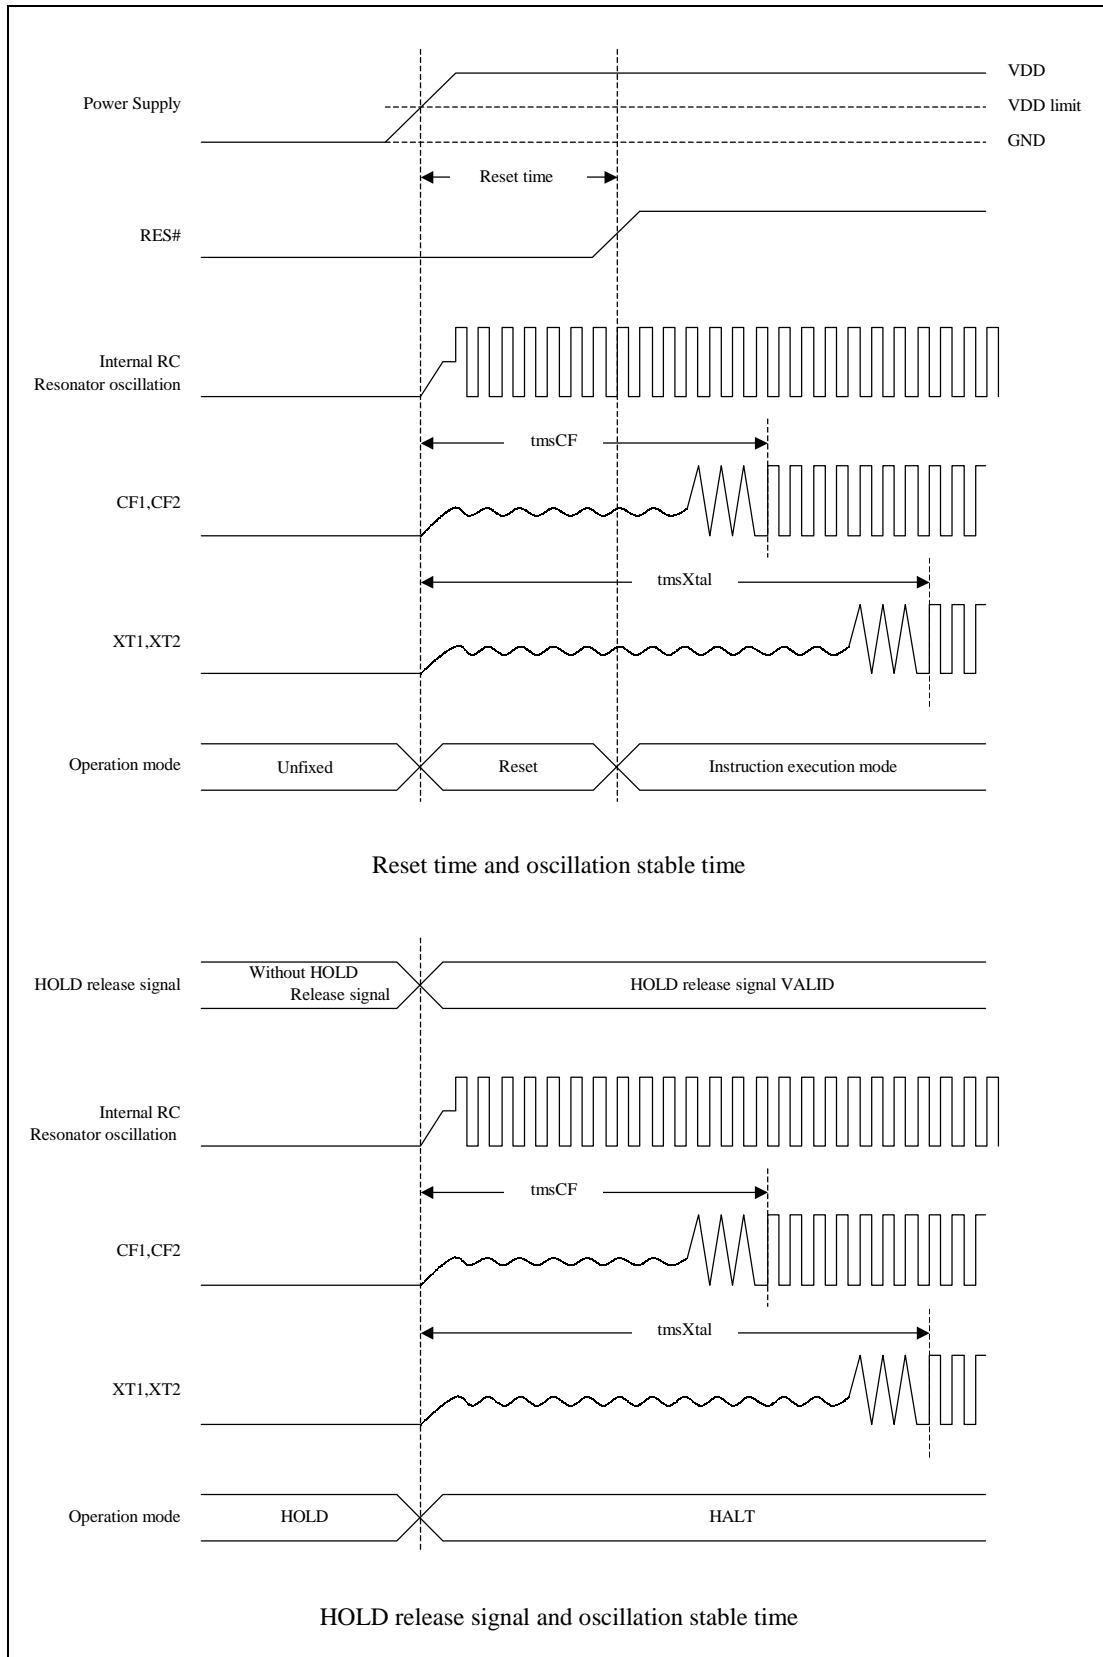 VDD
Power Supply
VDD limit
GND
Reset time
RES#
Internal RC
Resonator oscillation
tmsCF
CF1,CF2
tmsXtal
XT1,XT2
Operation mode
Unfixed
Reset
Instruction execution mode
Reset time and oscillation stable time
HOLD release signal
Without HOLD
Release signal
HOLD release signal VALID
Internal RC
Resonator oscillation
tmsCF
CF1,CF2
tmsXtal
XT1,XT2
Operation mode
HOLD
HALT
HOLD release signal and oscillation stable time